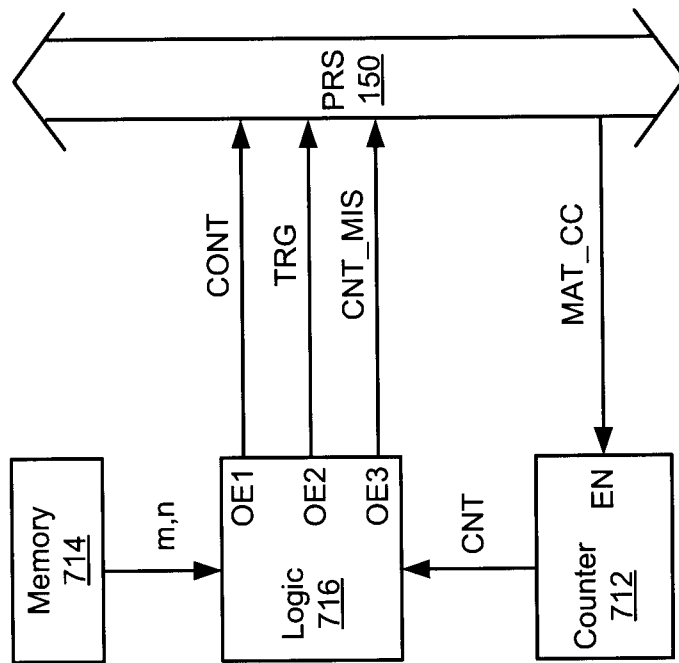 Memory
714
m,n
Logic
716
OE1
OE2
OE3
CONT
TRG
CNT_MIS
PRS
150
CNT
Counter
712
EN
MAT_CC